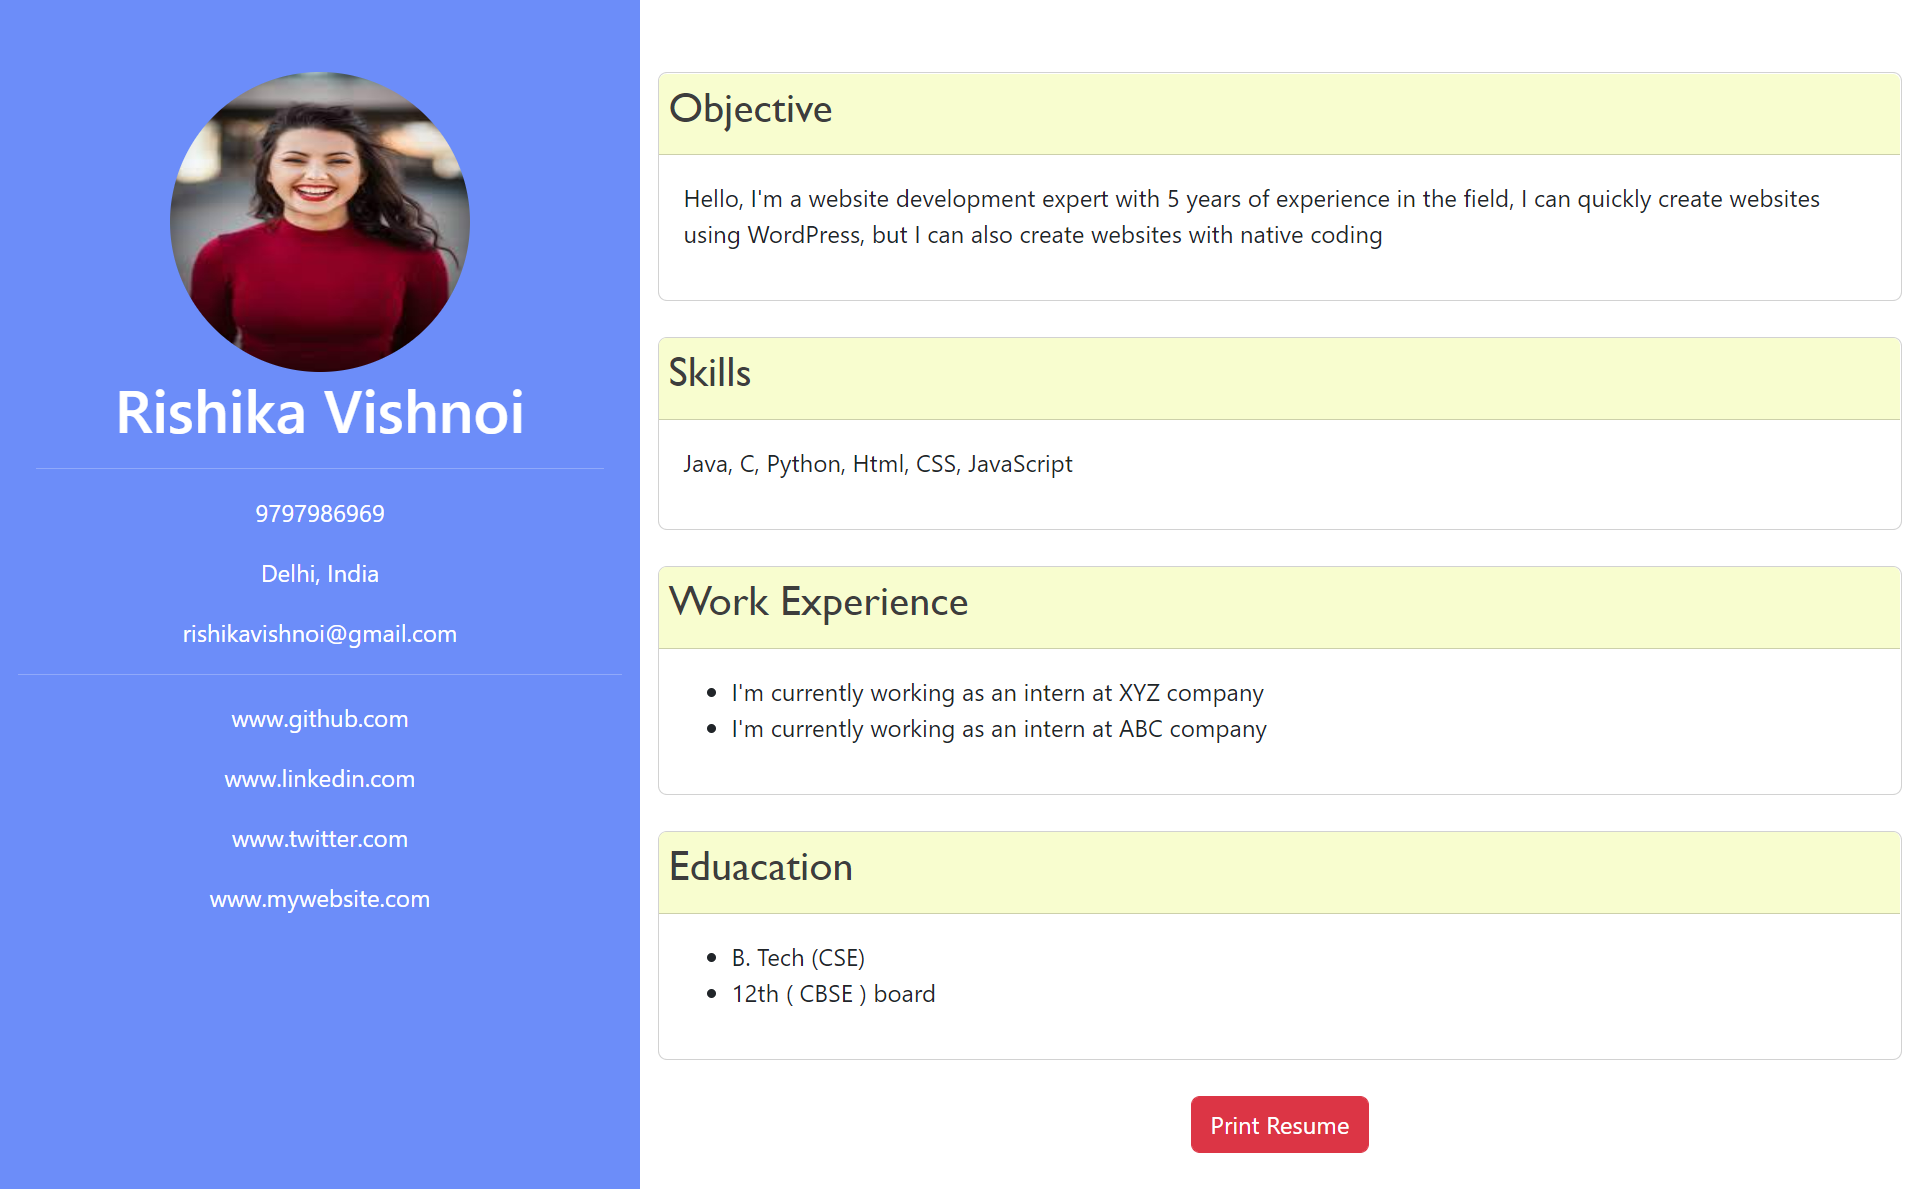 Rishika Vishnoi
9797986969
Delhi, India
rishikavishnoi@gmail.com
www.github.com
www.linkedin.com
www.twitter.com
www.mywebsite.com
Objective
Hello, I'm a website development expert with 5 years of experience in the field, I can quickly create websites
using WordPress, but I can also create websites with native coding
Skills
Java, C, Python, Html, CSS, JavaScript
Work Experience
• I'm currently working as an intern at XYZ company
• I'm currently working as an intern at ABC company
Eduacation
• B. Tech (CSE)
• 12th ( CBSE ) board
Print Resume